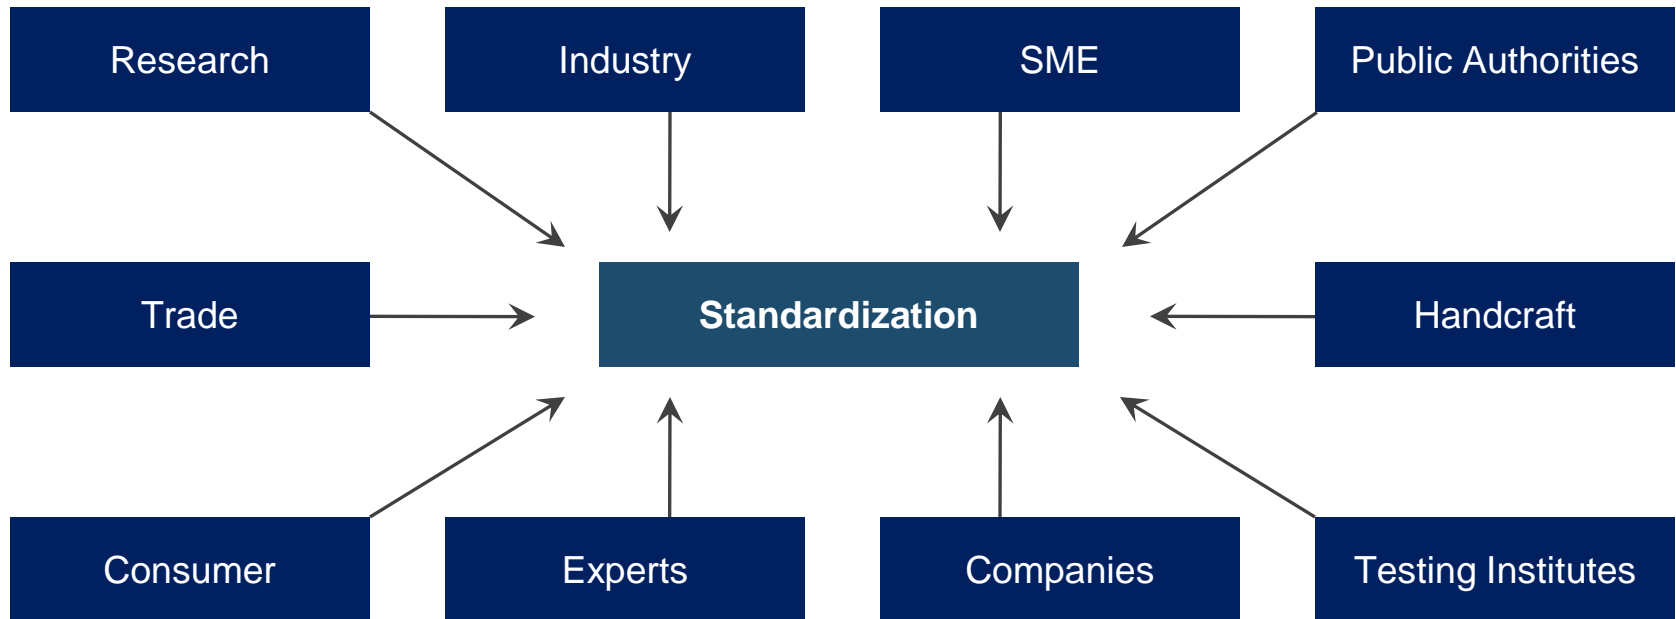 Research
Industry
SME
Public Authorities
Trade
Standardization
Handcraft
Consumer
Experts
Companies
Testing Institutes